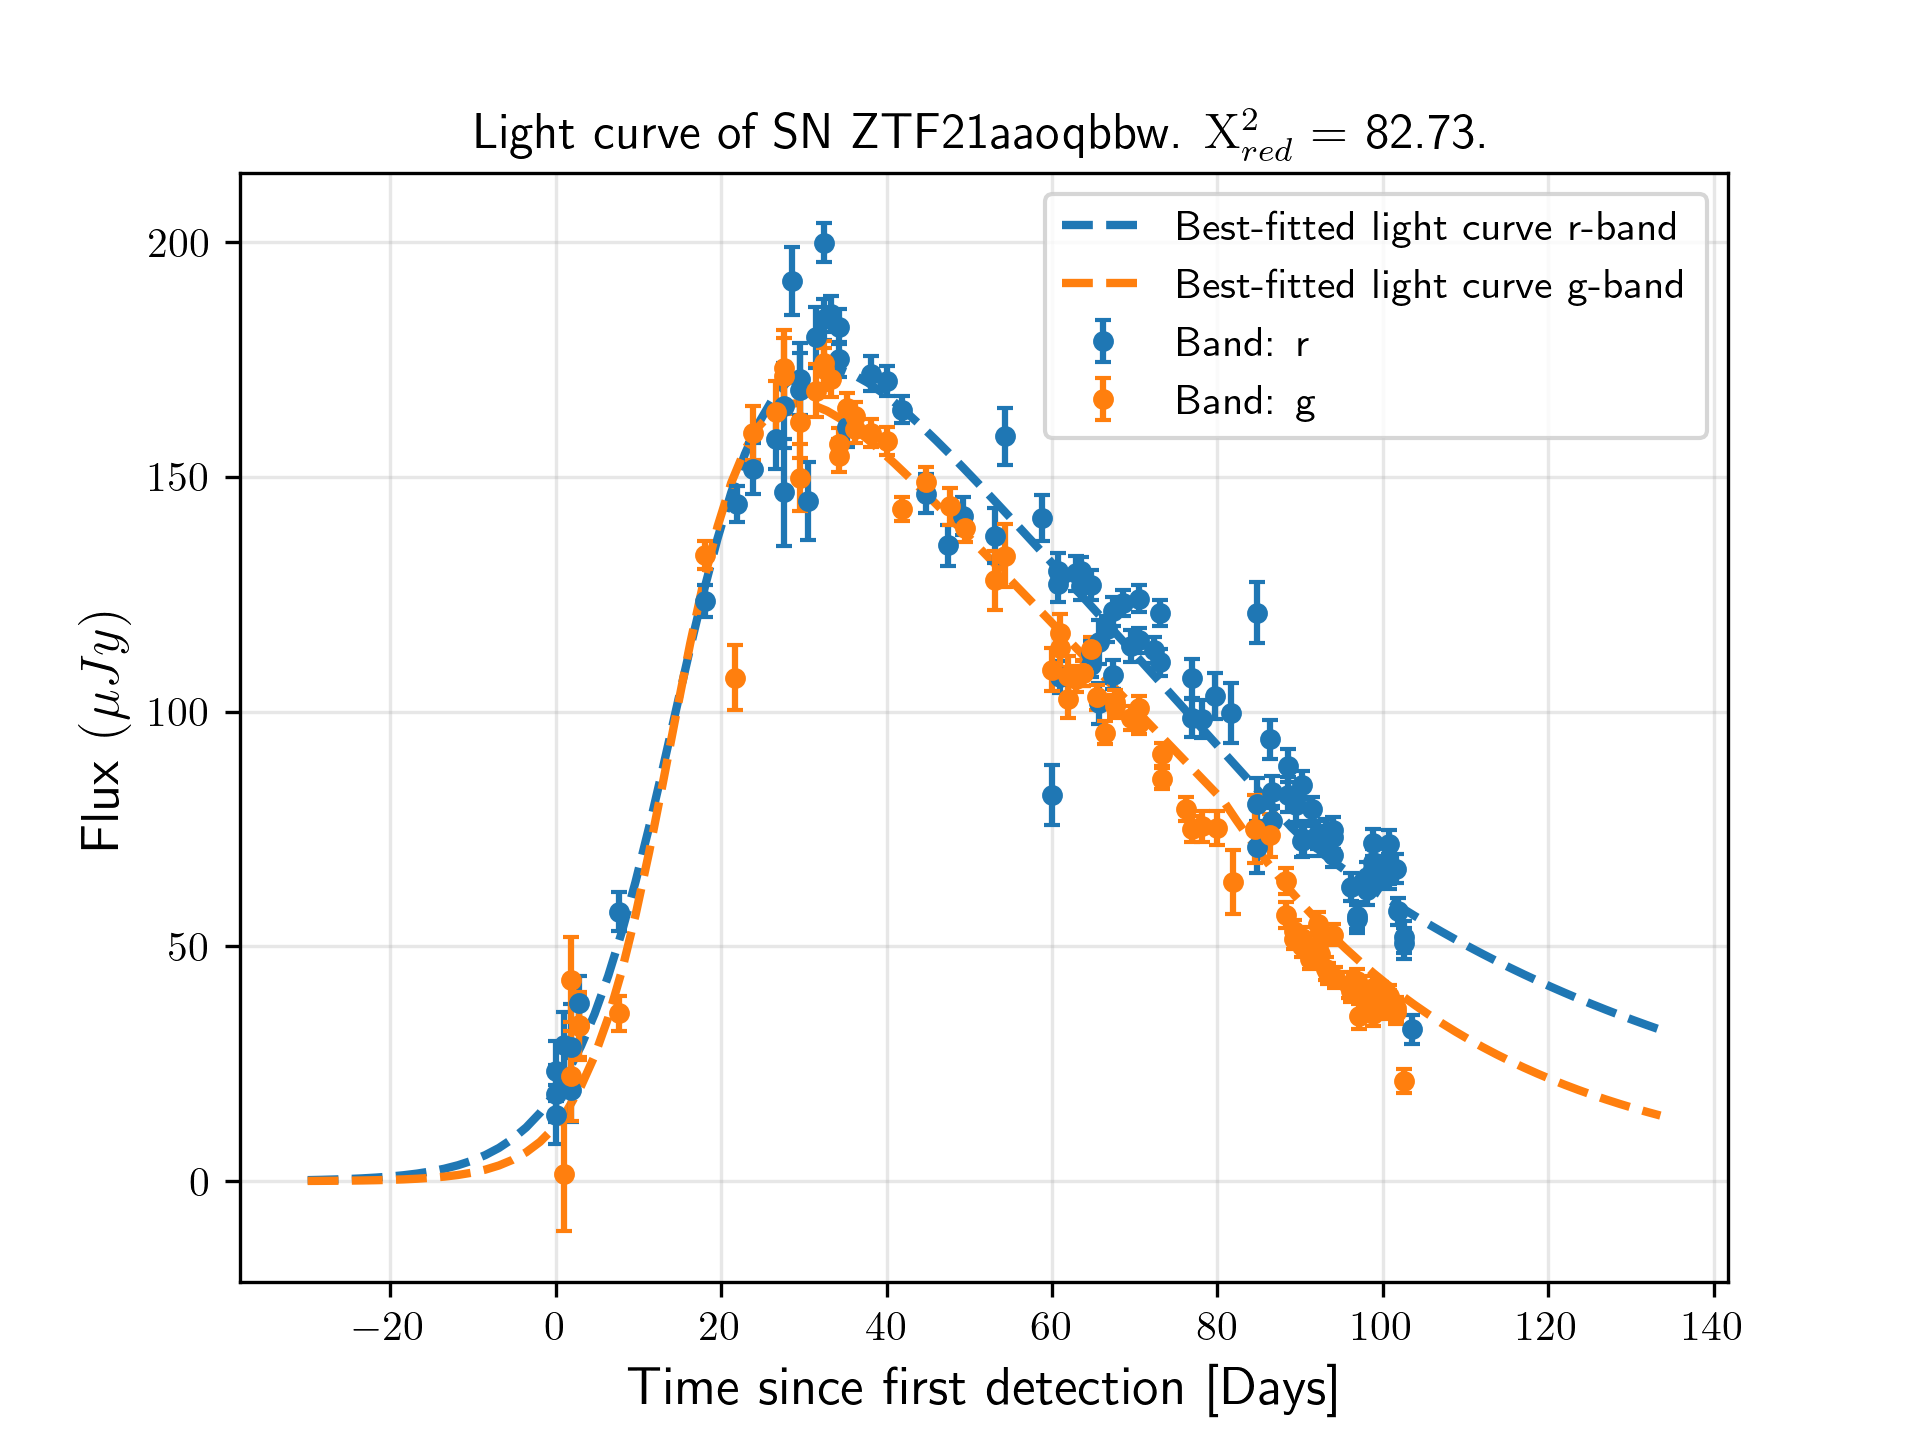 Light curve of SN ZTF21aaoqbbw. X²_red = 82.73.
Best-fitted light curve r-band
Best-fitted light curve g-band
Band: r
Band: g
Flux (μJy)
200
150
100
50
0
−20 0 20 40 60 80 100 120 140
Time since first detection [Days]